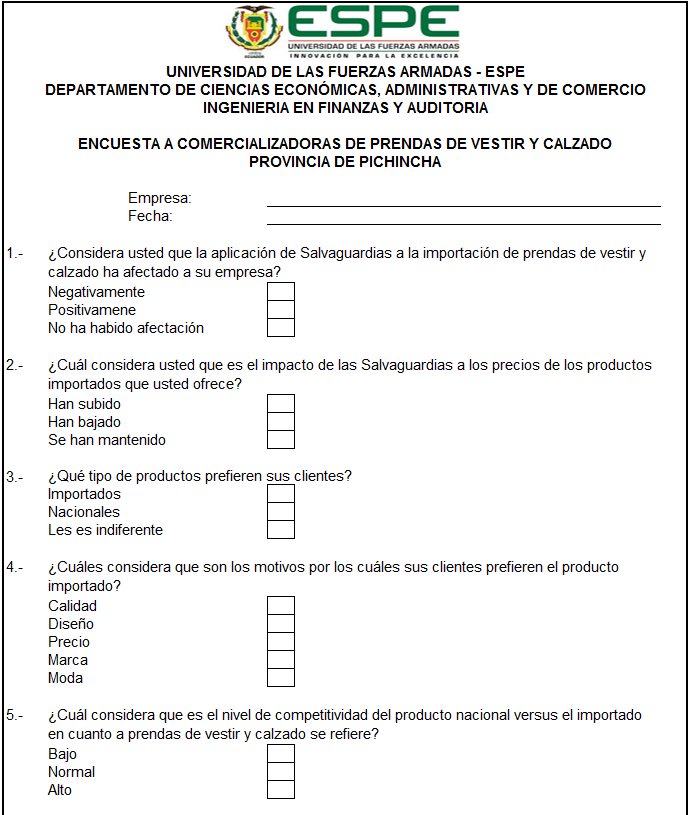 ESPE
UNIVERSIDAD DE LAS FUERZAS ARMADAS
INNOVACIÓN PARA LA EXCELENCIA
UNIVERSIDAD DE LAS FUERZAS ARMADAS - ESPE
DEPARTAMENTO DE CIENCIAS ECONÓMICAS, ADMINISTRATIVAS Y DE COMERCIO
INGENIERIA EN FINANZAS Y AUDITORIA
ENCUESTA A COMERCIALIZADORAS DE PRENDAS DE VESTIR Y CALZADO
PROVINCIA DE PICHINCHA
Empresa:
Fecha:
1.- ¿Considera usted que la aplicación de Salvaguardias a la importación de prendas de vestir y
calzado ha afectado a su empresa?
Negativamente
Positivamene
No ha habido afectación
2.- ¿Cuál considera usted que es el impacto de las Salvaguardias a los precios de los productos
importados que usted ofrece?
Han subido
Han bajado
Se han mantenido
3.- ¿Qué tipo de productos prefieren sus clientes?
Importados
Nacionales
Les es indiferente
4.- ¿Cuáles considera que son los motivos por los cuáles sus clientes prefieren el producto
importado?
Calidad
Diseño
Precio
Marca
Moda
5.- ¿Cuál considera que es el nivel de competitividad del producto nacional versus el importado
en cuanto a prendas de vestir y calzado se refiere?
Bajo
Normal
Alto